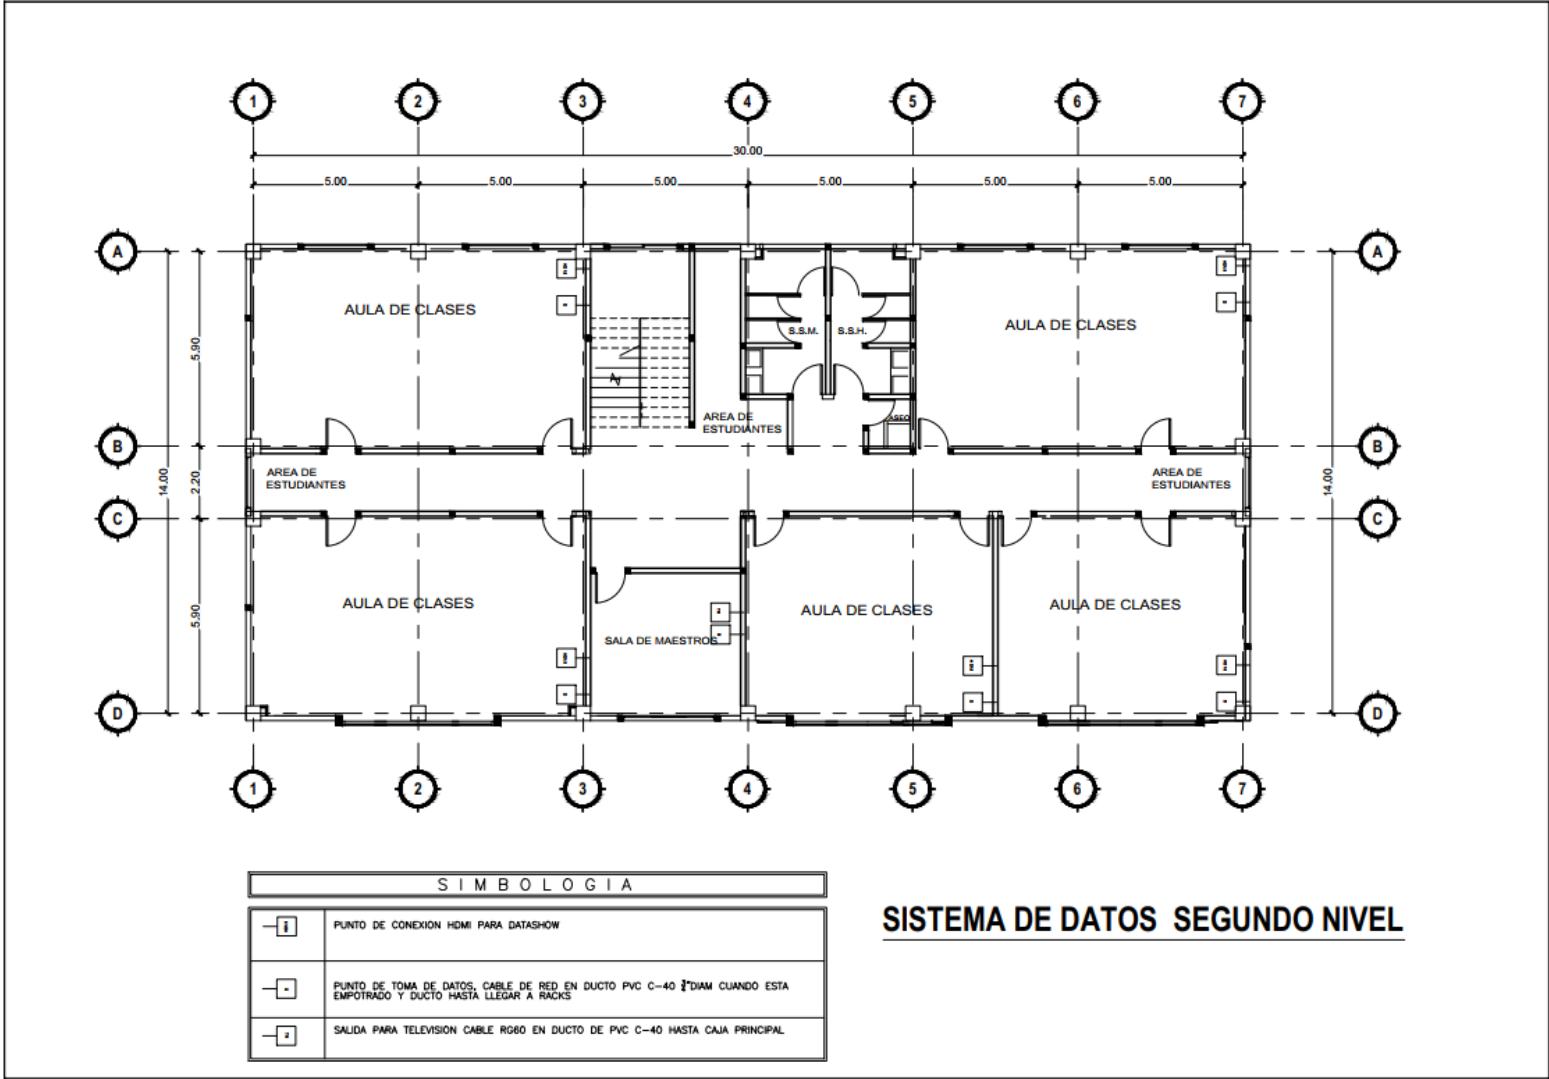 1 2 3 4 5 6 7
30.00
5.00 5.00 5.00 5.00 5.00 5.00
A A
AULA DE CLASES
AULA DE CLASES
S.S.M. S.S.H.
5.90
AREA DE
ESTUDIANTES
ASEO
B B
AREA DE
ESTUDIANTES
AREA DE
ESTUDIANTES
14.00 2.20 14.00
C C
AULA DE CLASES
AULA DE CLASES
AULA DE CLASES
5.90
SALA DE MAESTROS
D D
1 2 3 4 5 6 7
SIMBOLOGIA
PUNTO DE CONEXION HDMI PARA DATASHOW
PUNTO DE TOMA DE DATOS, CABLE DE RED EN DUCTO PVC C-40 DIAM CUANDO ESTA
EMPOTRADO Y DUCTO HASTA LLEGAR A RACKS
SALIDA PARA TELEVISION CABLE RG60 EN DUCTO DE PVC C-40 HASTA CAJA PRINCIPAL
SISTEMA DE DATOS SEGUNDO NIVEL